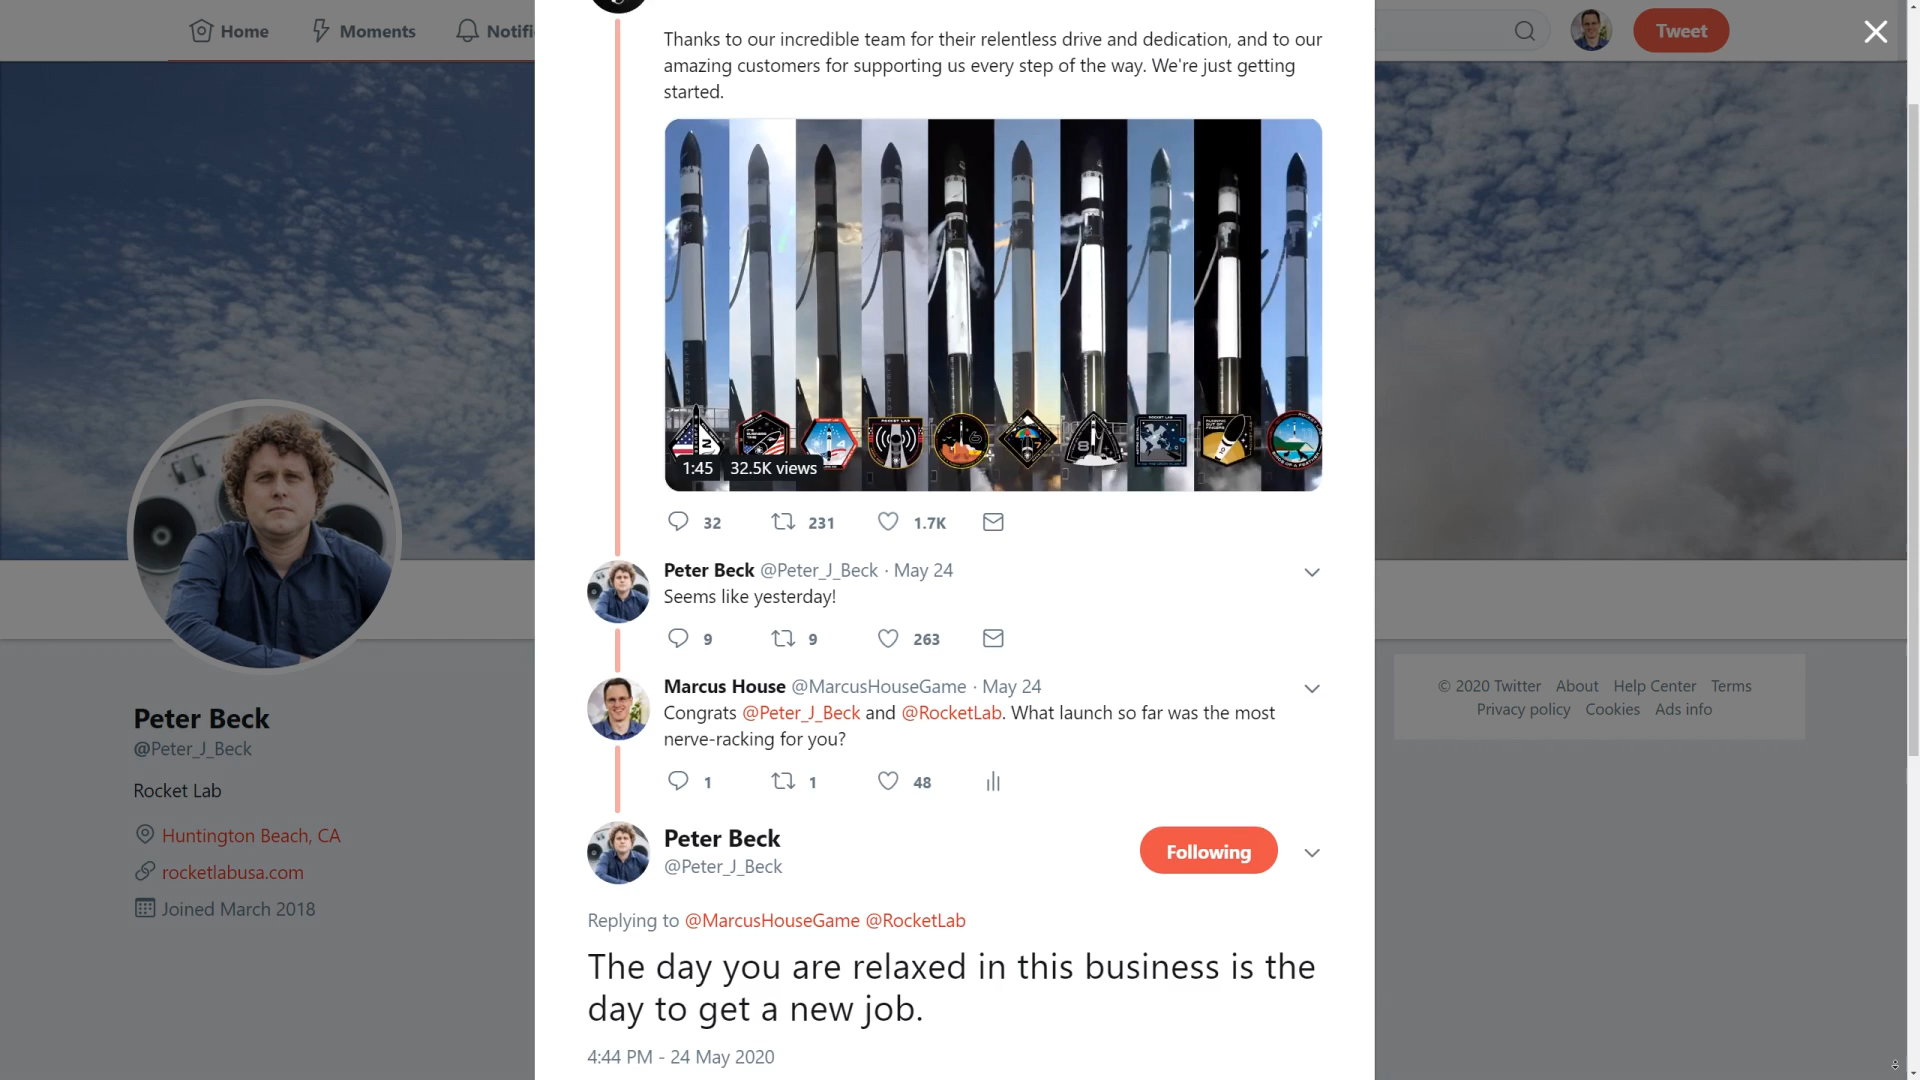 Home
Moments
Notifi
Tweet
Thanks to our incredible team for their relentless drive and dedication, and to our
amazing customers for supporting us every step of the way. We're just getting
started.
1:45 32.5K views
32 231 1.7K
Peter Beck @Peter_J_Beck · May 24
Seems like yesterday!
9 9 263
Marcus House @MarcusHouseGame · May 24
Congrats @Peter_J_Beck and @RocketLab. What launch so far was the most
nerve-racking for you?
1 1 48
Peter Beck
@Peter_J_Beck
Following
Replying to @MarcusHouseGame @RocketLab
The day you are relaxed in this business is the
day to get a new job.
4:44 PM - 24 May 2020
Peter Beck
@Peter_J_Beck
Rocket Lab
Huntington Beach, CA
rocketlabusa.com
Joined March 2018
© 2020 Twitter About Help Center Terms
Privacy policy Cookies Ads info